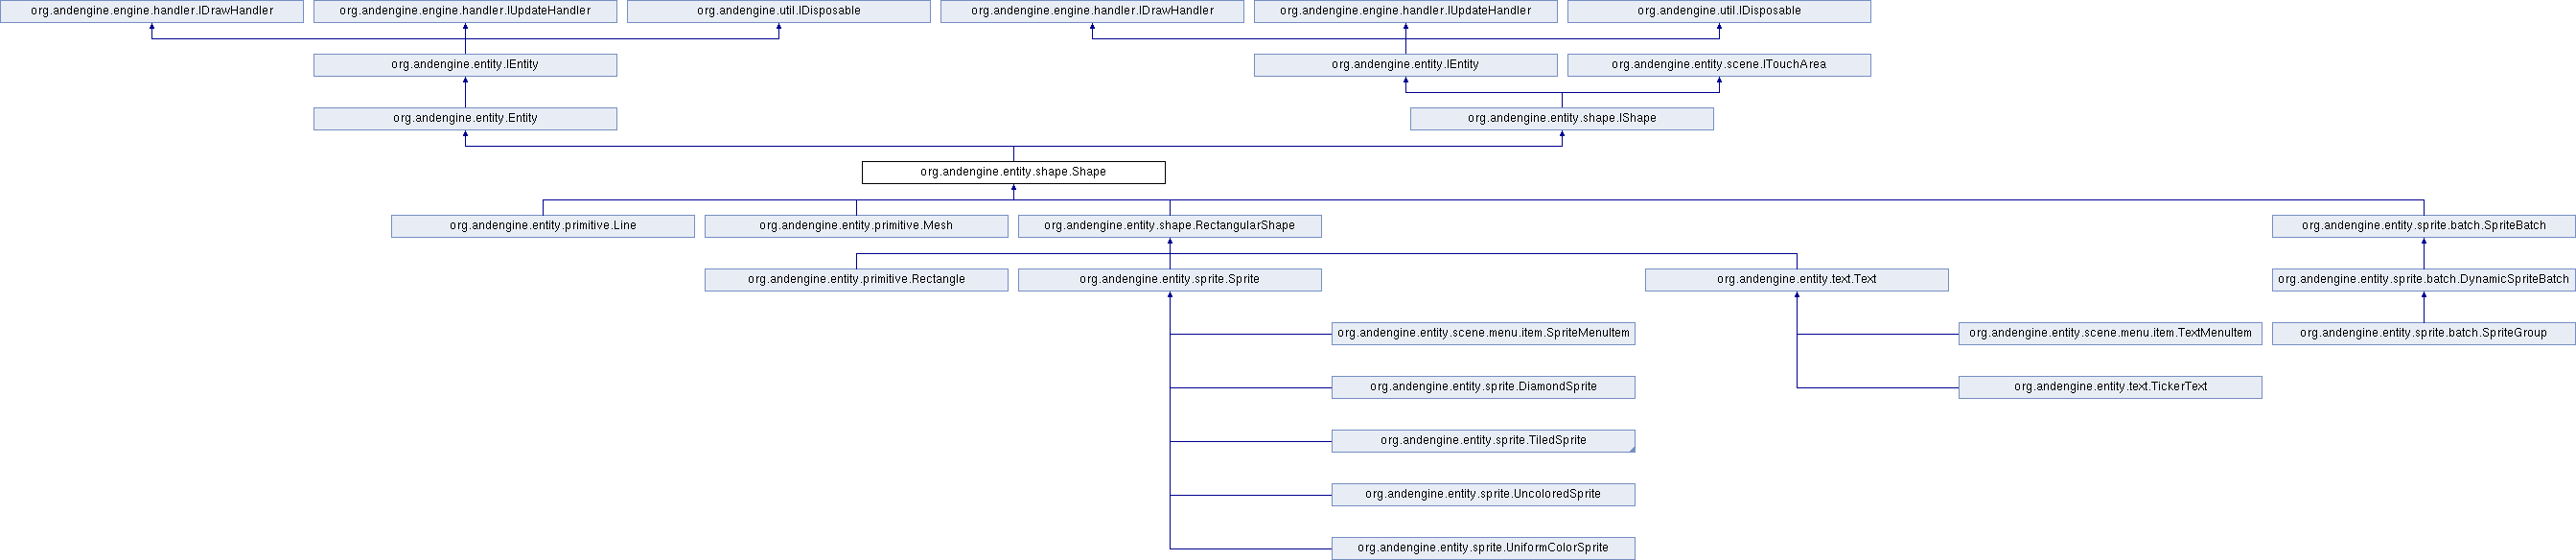 org.andengine.engine.handler.IDrawHandler
org.andengine.engine.handler.IUpdateHandler
org.andengine.util.IDisposable
org.andengine.engine.handler.IDrawHandler
org.andengine.engine.handler.IUpdateHandler
org.andengine.util.IDisposable
org.andengine.entity.IEntity
org.andengine.entity.IEntity
org.andengine.entity.scene.ITouchArea
org.andengine.entity.Entity
org.andengine.entity.shape.IShape
org.andengine.entity.shape.Shape
org.andengine.entity.primitive.Line
org.andengine.entity.primitive.Mesh
org.andengine.entity.shape.RectangularShape
org.andengine.entity.sprite.batch.SpriteBatch
org.andengine.entity.primitive.Rectangle
org.andengine.entity.sprite.Sprite
org.andengine.entity.text.Text
org.andengine.entity.sprite.batch.DynamicSpriteBatch
org.andengine.entity.scene.menu.item.SpriteMenuItem
org.andengine.entity.scene.menu.item.TextMenuItem
org.andengine.entity.sprite.batch.SpriteGroup
org.andengine.entity.sprite.DiamondSprite
org.andengine.entity.text.TickerText
org.andengine.entity.sprite.TiledSprite
org.andengine.entity.sprite.UncoloredSprite
org.andengine.entity.sprite.UniformColorSprite